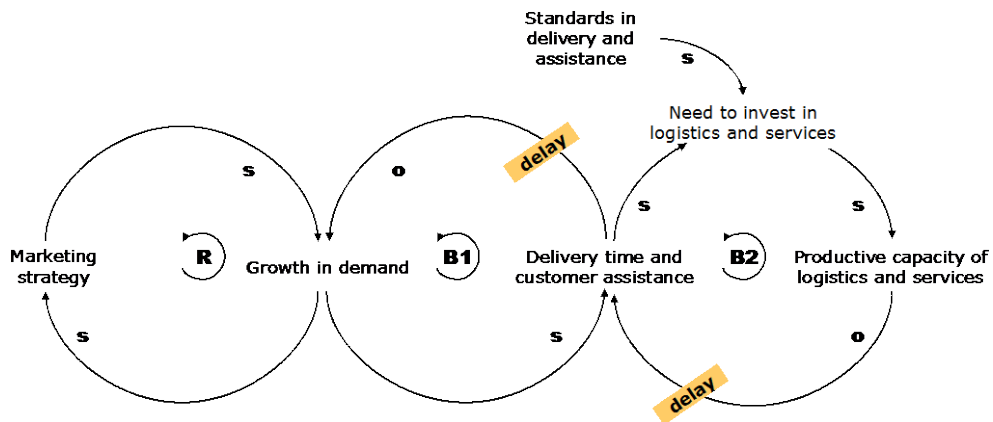 Standards in
delivery and
assistance
s
Need to invest in
logistics and services
delay
s
o
s
s
Marketing
strategy
R
Growth in demand
B1
Delivery time and
customer assistance
B2
Productive capacity of
logistics and services
s
s
o
delay